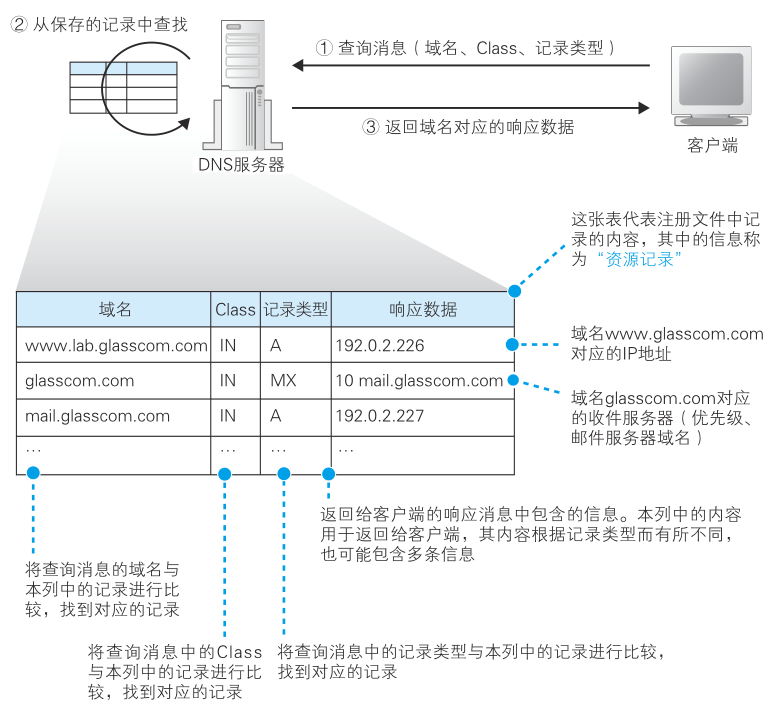 ② 从保存的记录中查找
① 查询消息（域名、Class、记录类型）
③ 返回域名对应的响应数据
DNS服务器
客户端
这张表代表注册文件中记
录的内容，其中的信息称
为“资源记录”
域名 Class 记录类型 响应数据
www.lab.glasscom.com IN A 192.0.2.226
glasscom.com IN MX 10 mail.glasscom.com
mail.glasscom.com IN A 192.0.2.227
… … … …
域名www.glasscom.com
对应的IP地址
域名glasscom.com对应
的收件服务器（优先级、
邮件服务器域名）
返回给客户端的响应消息中包含的信息。本列中的内容
用于返回给客户端，其内容根据记录类型而有所不同，
也可能包含多条信息
将查询消息的域名与
本列中的记录进行比
较，找到对应的记录
将查询消息中的Class
与本列中的记录进行比
较，找到对应的记录
将查询消息中的记录类型与本列中的记录进行比较，
找到对应的记录